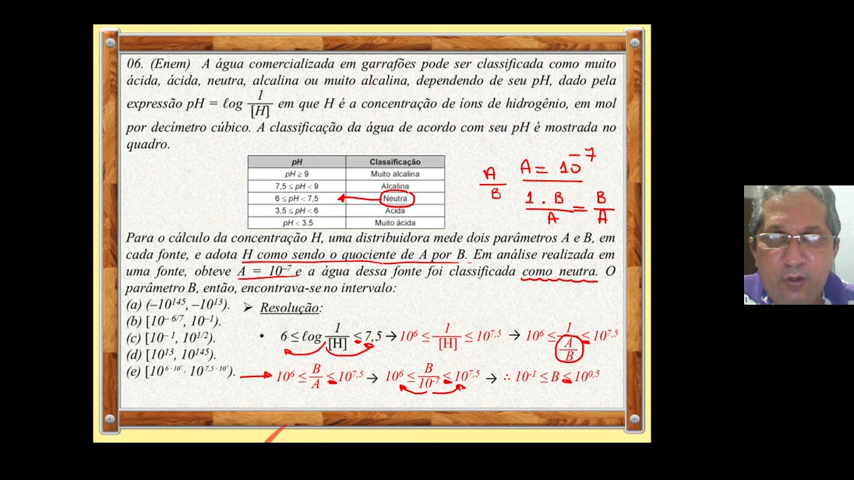 06. (Enem) A água comercializada em garrafões pode ser classificada como muito
ácida, ácida, neutra, alcalina ou muito alcalina, dependendo de seu pH, dado pela
expressão pH = ℓog 1/[H] em que H é a concentração de íons de hidrogênio, em mol
por decímetro cúbico. A classificação da água de acordo com seu pH é mostrada no
quadro.
pH Classificação
pH ≥ 9 Muito alcalina
7,5 ≤ pH < 9 Alcalina
6 ≤ pH < 7,5 Neutra
3,5 ≤ pH < 6 Ácida
pH < 3,5 Muito ácida
A/B A = 10⁻⁷
1 . B/A = B/A
Para o cálculo da concentração H, uma distribuidora mede dois parâmetros A e B, em
cada fonte, e adota H como sendo o quociente de A por B. Em análise realizada em
uma fonte, obteve A = 10⁻⁷ e a água dessa fonte foi classificada como neutra. O
parâmetro B, então, encontrava-se no intervalo:
(a) (–10¹⁴⁵, –10¹³).
(b) [10⁻⁶/⁷, 10⁻¹).
(c) [10⁻¹, 10¹/²).
(d) [10¹³, 10¹⁴⁵).
(e) [10^6·10⁷, 10^7,5·10⁷).
➢ Resolução:
• 6 ≤ ℓog 1/[H] ≤ 7,5 → 10⁶ ≤ 1/[H] ≤ 10^7,5 → 10⁶ ≤ 1/(A/B) ≤ 10^7,5
10⁶ ≤ B/A ≤ 10^7,5 → 10⁶ ≤ B/10⁻⁷ ≤ 10^7,5 → ∴ 10⁻¹ ≤ B ≤ 10^0,5